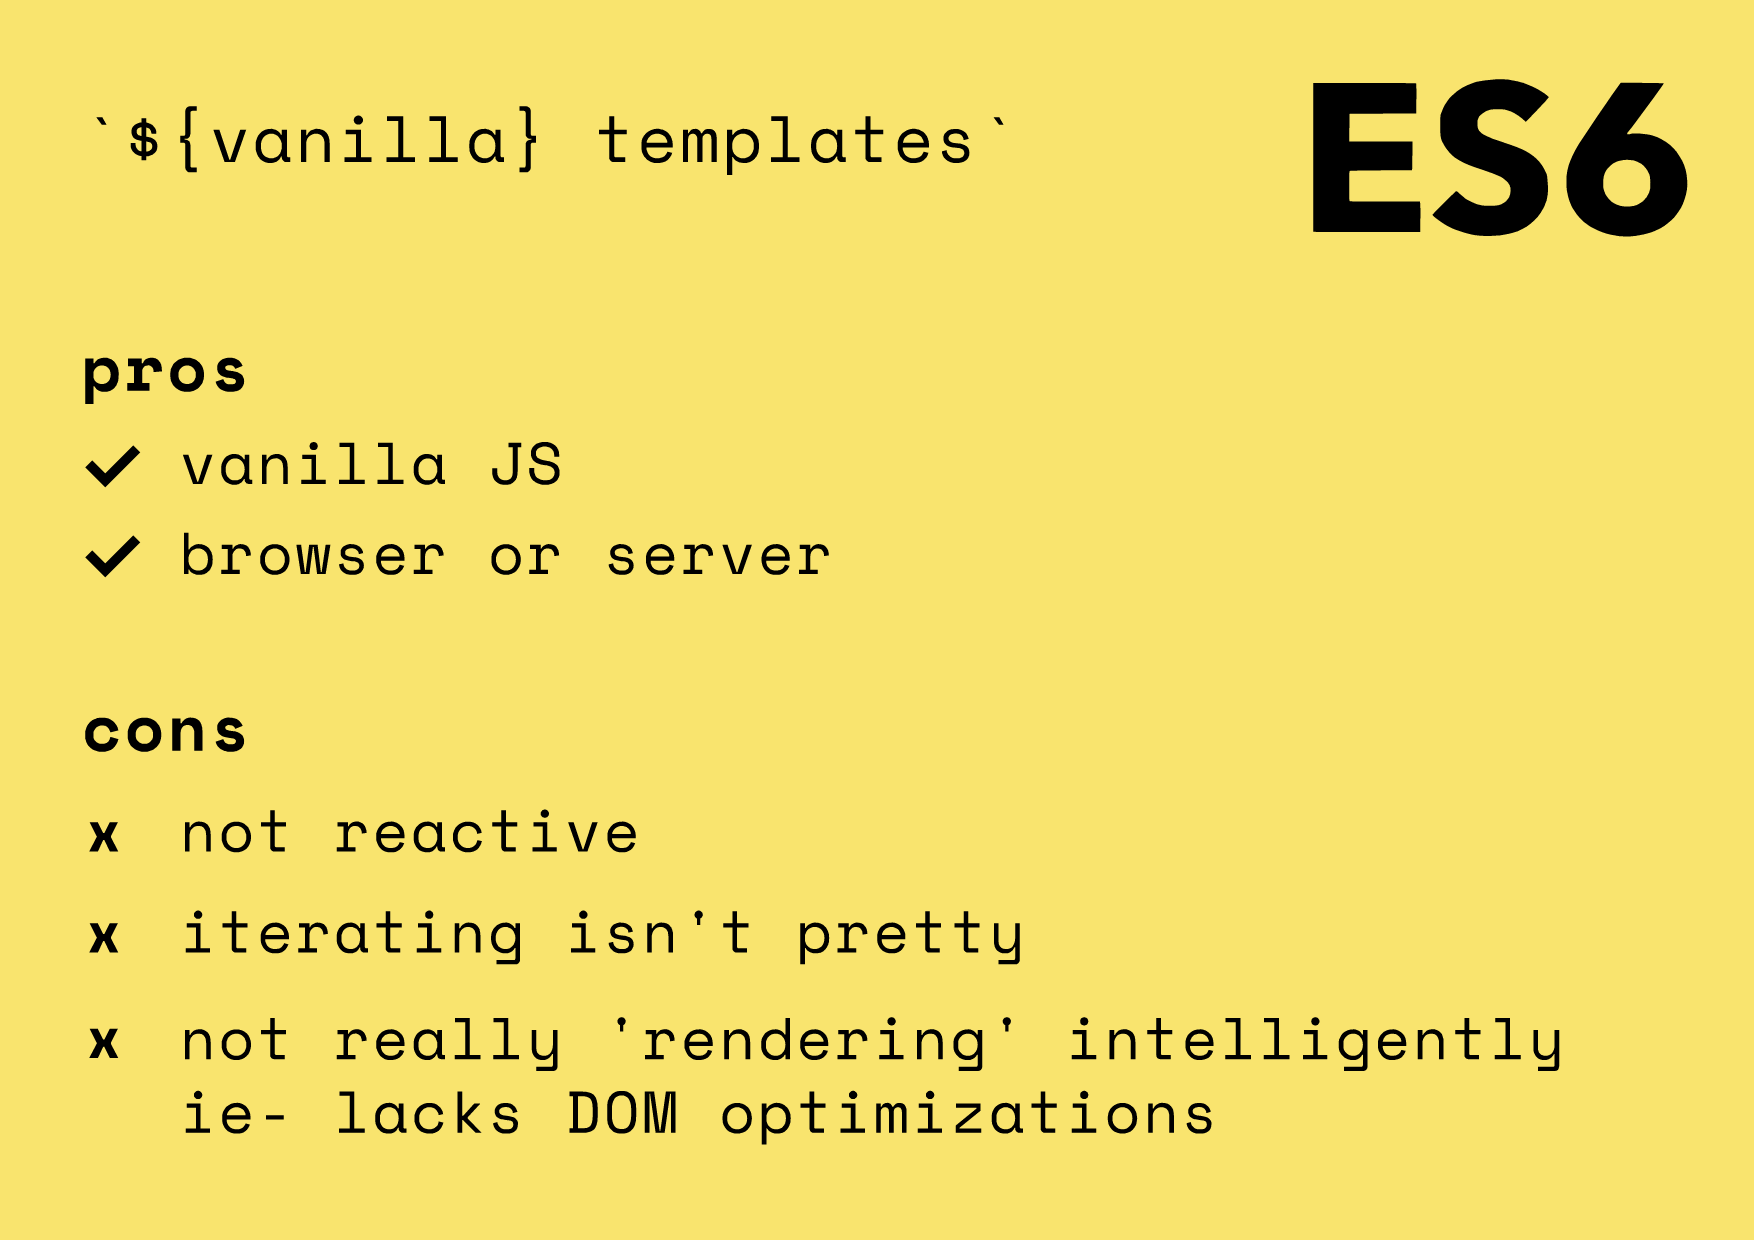 `${vanilla} templates`
ES6
pros
✓ vanilla JS
✓ browser or server
cons
x not reactive
x iterating isn't pretty
x not really 'rendering' intelligently
ie- lacks DOM optimizations